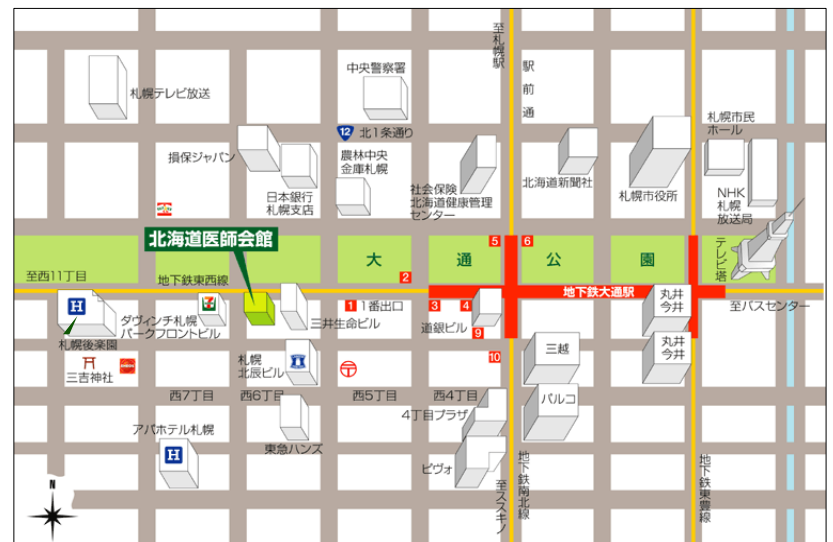 至札幌駅
駅前通
中央警察署
札幌テレビ放送
12
北1条通り
札幌市民
ホール
損保ジャパン
農林中央
金庫札幌
日本銀行
札幌支店
社会保険
北海道健康管理
センター
北海道新聞社
札幌市役所
NHK
札幌
放送局
北海道医師会館
5
6
大通公園
テレビ塔
2
至西11丁目
地下鉄東西線
地下鉄大通駅
丸井
今井
至バスセンター
H
7
1
1番出口
3
4
ダヴィンチ札幌
パークフロントビル
三井生命ビル
道銀ビル
9
札幌後楽園
三越
丸井
今井
札幌
北辰ビル
10
三吉神社
西7丁目
西6丁目
西5丁目
西4丁目
パルコ
4丁目プラザ
アパホテル札幌
東急ハンズ
H
ピヴォ
地下鉄南北線
地下鉄東豊線
至ススキノ
N